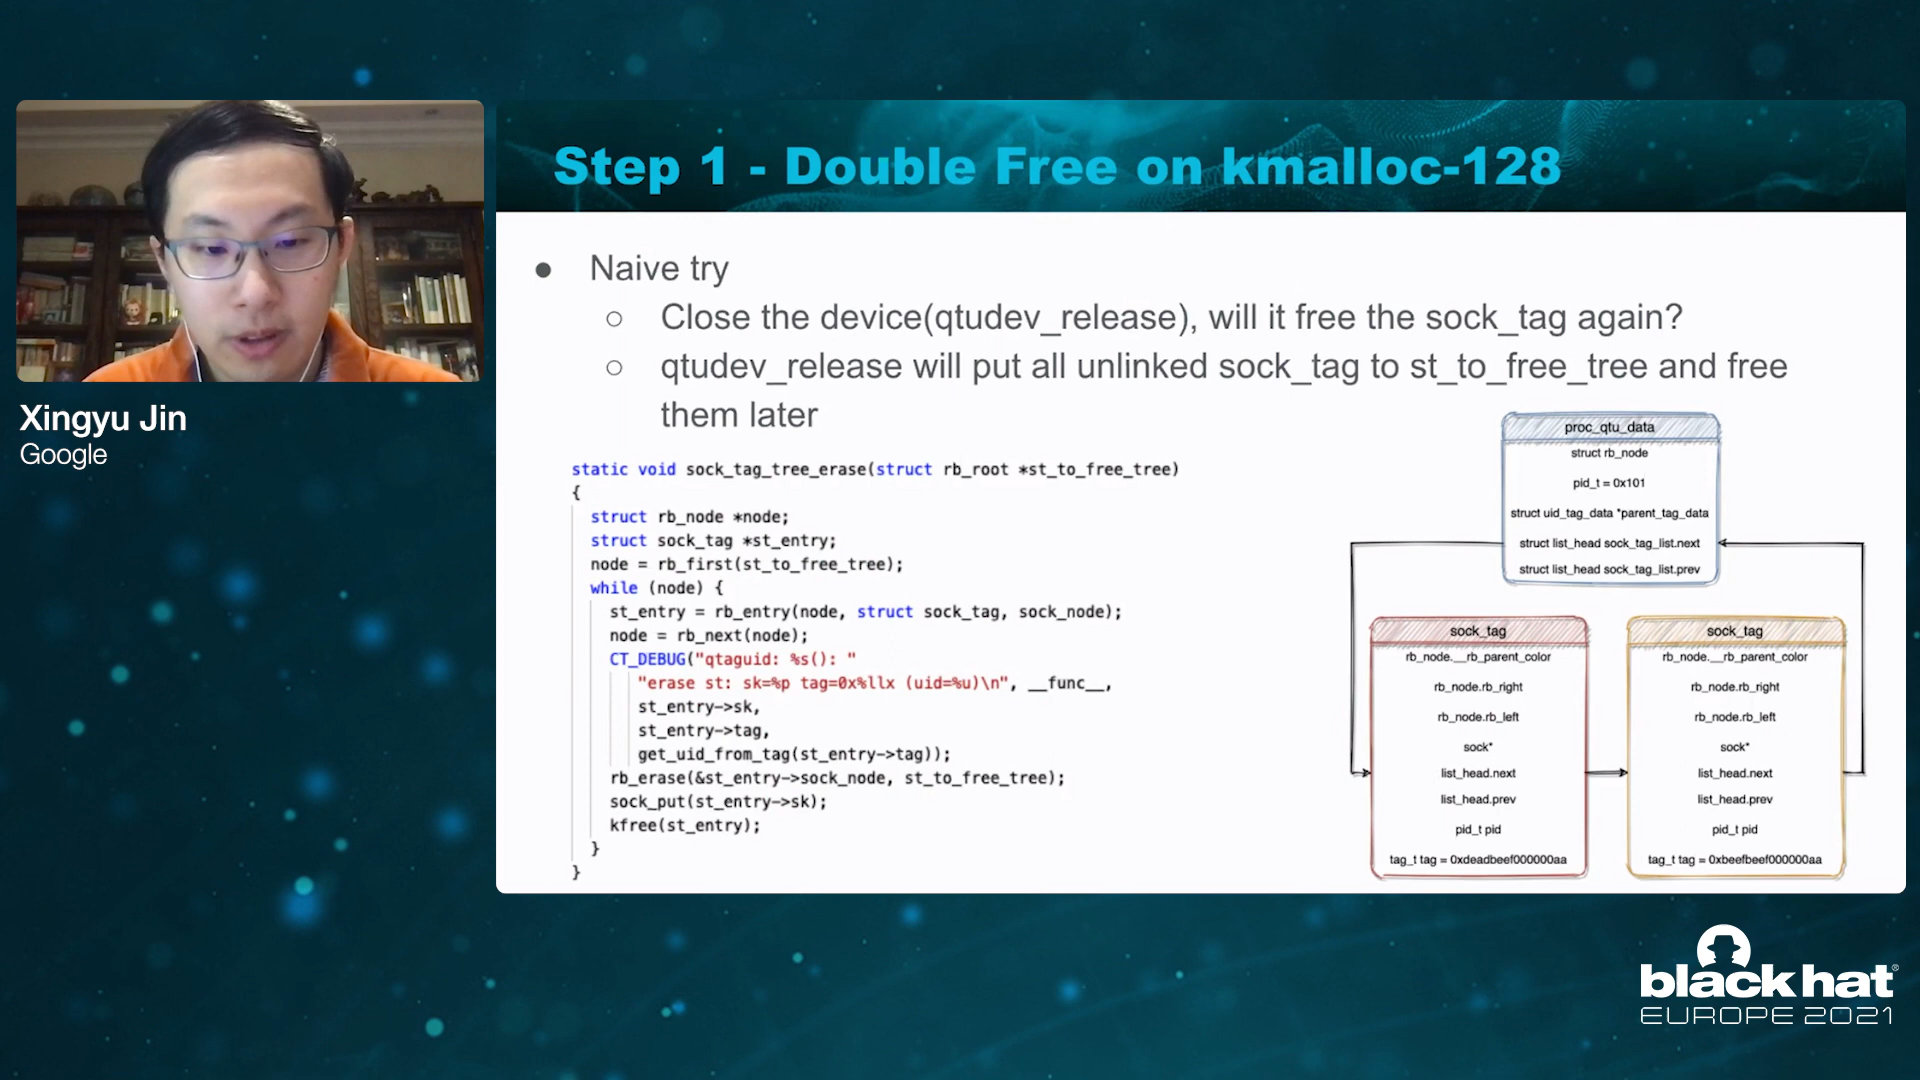 Xingyu Jin
Google
Step 1 - Double Free on kmalloc-128
● Naive try
○ Close the device(qtudev_release), will it free the sock_tag again?
○ qtudev_release will put all unlinked sock_tag to st_to_free_tree and free
them later
static void sock_tag_tree_erase(struct rb_root *st_to_free_tree)
{
struct rb_node *node;
struct sock_tag *st_entry;
node = rb_first(st_to_free_tree);
while (node) {
st_entry = rb_entry(node, struct sock_tag, sock_node);
node = rb_next(node);
CT_DEBUG("qtaguid: %s(): "
"erase st: sk=%p tag=0x%llx (uid=%u)\n", __func__,
st_entry->sk,
st_entry->tag,
get_uid_from_tag(st_entry->tag));
rb_erase(&st_entry->sock_node, st_to_free_tree);
sock_put(st_entry->sk);
kfree(st_entry);
}
}
proc_qtu_data
struct rb_node
pid_t = 0x101
struct uid_tag_data *parent_tag_data
struct list_head sock_tag_list.next
struct list_head sock_tag_list.prev
sock_tag
rb_node.__rb_parent_color
rb_node.rb_right
rb_node.rb_left
sock*
list_head.next
list_head.prev
pid_t pid
tag_t tag = 0xdeadbeef000000aa
sock_tag
rb_node.__rb_parent_color
rb_node.rb_right
rb_node.rb_left
sock*
list_head.next
list_head.prev
pid_t pid
tag_t tag = 0xbeefbeef000000aa
blackhat®
EUROPE 2021